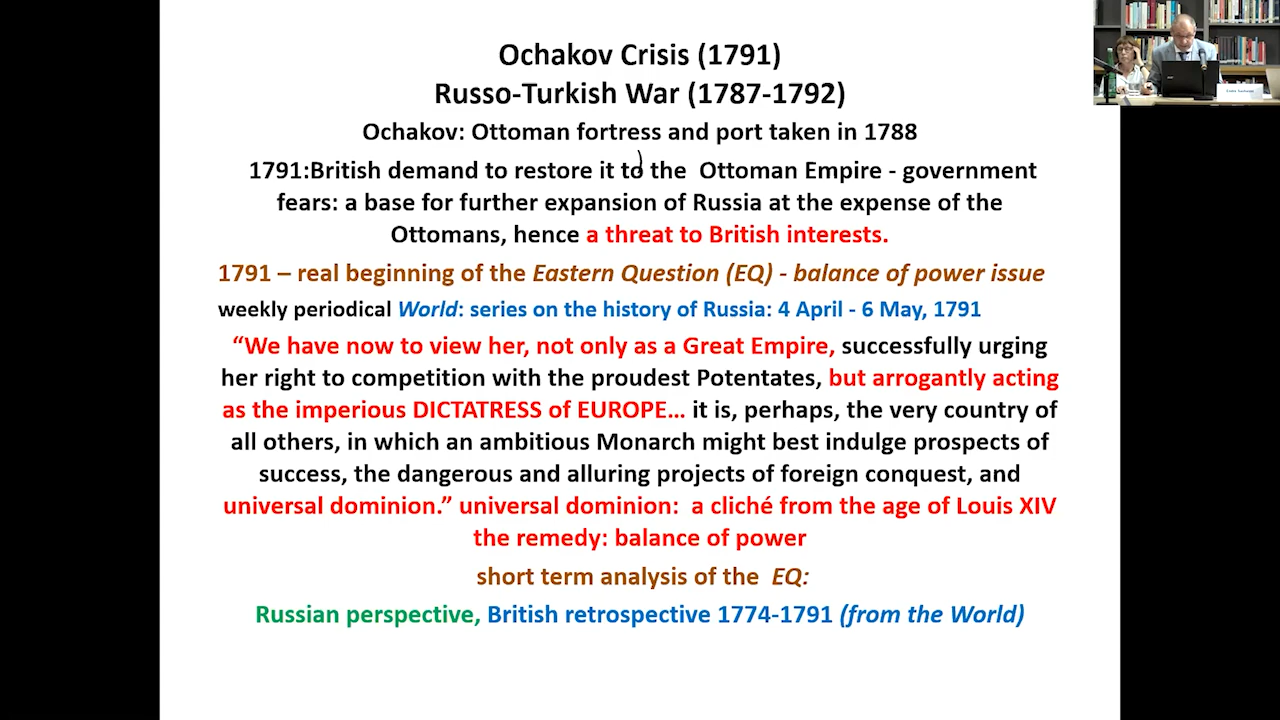 Ochakov Crisis (1791)
Russo-Turkish War (1787-1792)
Ochakov: Ottoman fortress and port taken in 1788
1791:British demand to restore it to the Ottoman Empire - government
fears: a base for further expansion of Russia at the expense of the
Ottomans, hence a threat to British interests.
1791 – real beginning of the Eastern Question (EQ) - balance of power issue
weekly periodical World: series on the history of Russia: 4 April - 6 May, 1791
“We have now to view her, not only as a Great Empire, successfully urging
her right to competition with the proudest Potentates, but arrogantly acting
as the imperious DICTATRESS of EUROPE… it is, perhaps, the very country of
all others, in which an ambitious Monarch might best indulge prospects of
success, the dangerous and alluring projects of foreign conquest, and
universal dominion.” universal dominion: a cliché from the age of Louis XIV
the remedy: balance of power
short term analysis of the EQ:
Russian perspective, British retrospective 1774-1791 (from the World)